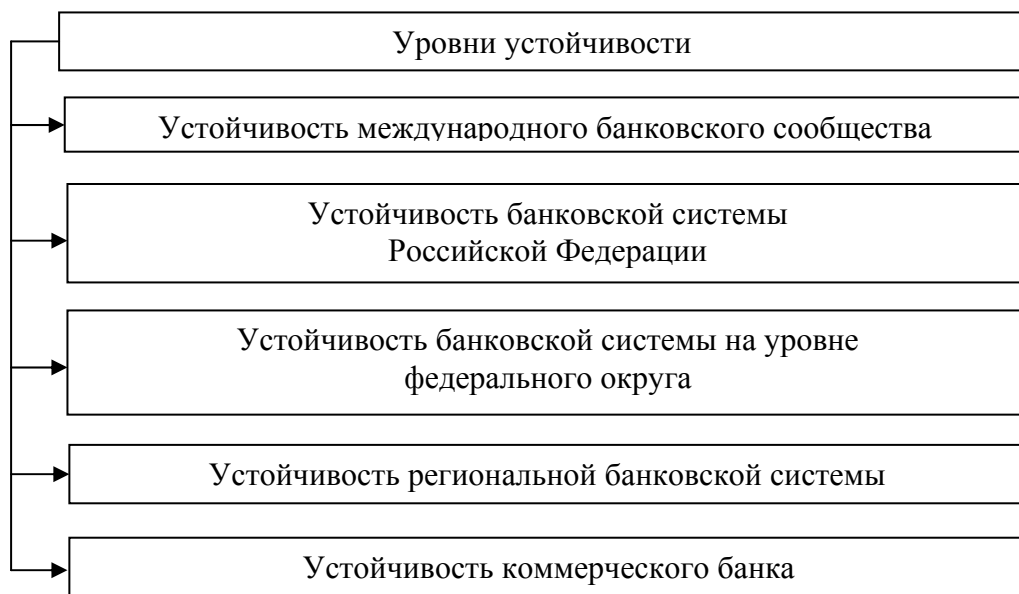 Уровни устойчивости
Устойчивость международного банковского сообщества
Устойчивость банковской системы
Российской Федерации
Устойчивость банковской системы на уровне
федерального округа
Устойчивость региональной банковской системы
Устойчивость коммерческого банка